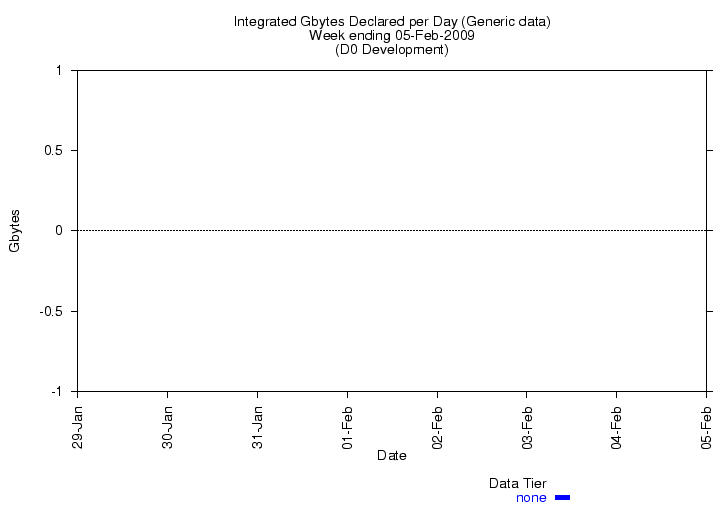 Integrated Gbytes Declared per Day (Generic data)
Week ending 05-Feb-2009
(D0 Development)
1
0.5
0
-0.5
-1
Gbytes
29-Jan
30-Jan
31-Jan
01-Feb
02-Feb
03-Feb
04-Feb
05-Feb
Date
Data Tier
none